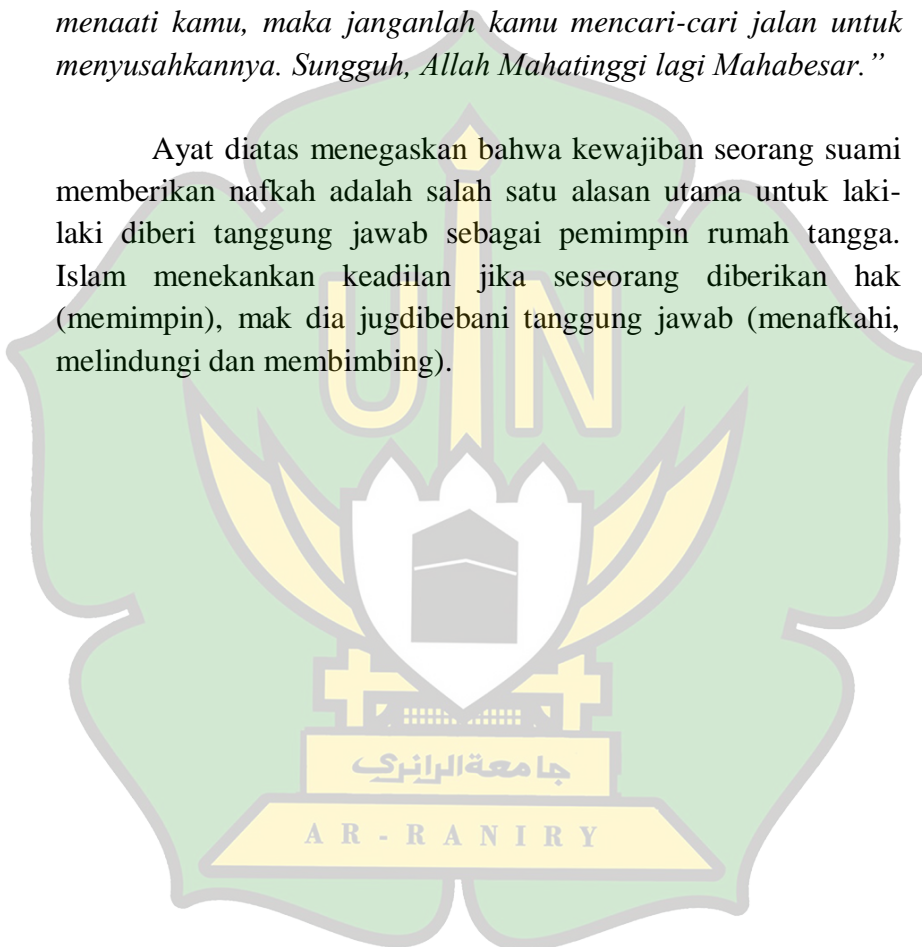 menaati kamu, maka janganlah kamu mencari-cari jalan untuk
menyusahkannya. Sungguh, Allah Mahatinggi lagi Mahabesar.”
Ayat diatas menegaskan bahwa kewajiban seorang suami
memberikan nafkah adalah salah satu alasan utama untuk laki-
laki diberi tanggung jawab sebagai pemimpin rumah tangga.
Islam menekankan keadilan jika seseorang diberikan hak
(memimpin), mak dia jugdibebani tanggung jawab (menafkahi,
melindungi dan membimbing).
UIN
جامعةالرانري
AR-RANIRY